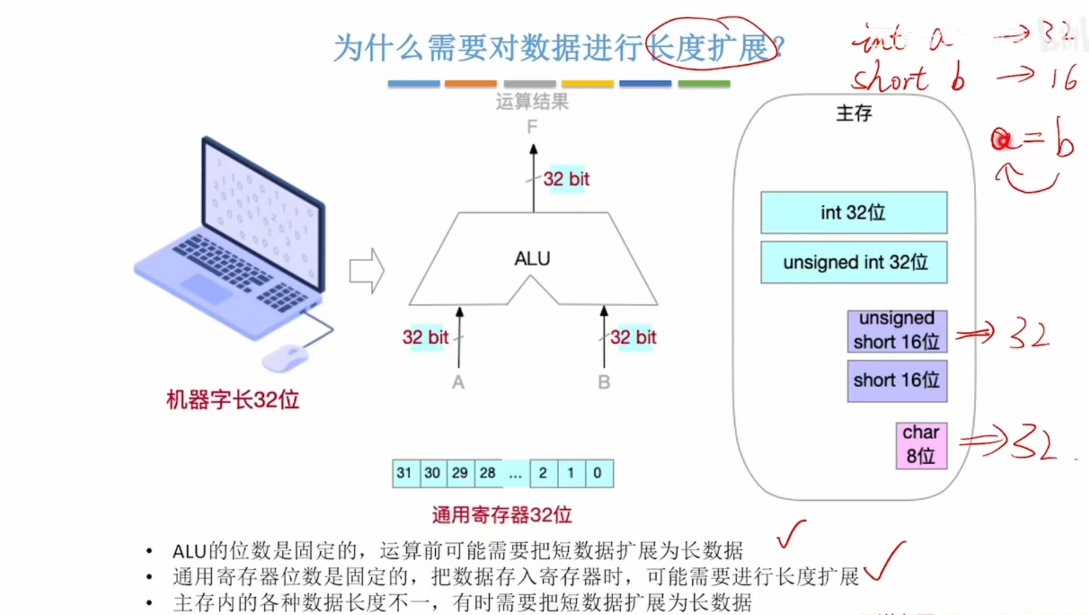 为什么需要对数据进行长度扩展?
int a → 32
short b → 16
a = b
运算结果
F
32 bit
ALU
32 bit
32 bit
A
B
机器字长32位
主存
int 32位
unsigned int 32位
unsigned
short 16位
⇒ 32
short 16位
char
8位
⇒ 32
31 30 29 28 ... 2 1 0
通用寄存器32位
• ALU的位数是固定的，运算前可能需要把短数据扩展为长数据
• 通用寄存器位数是固定的，把数据存入寄存器时，可能需要进行长度扩展
• 主存内的各种数据长度不一，有时需要把短数据扩展为长数据